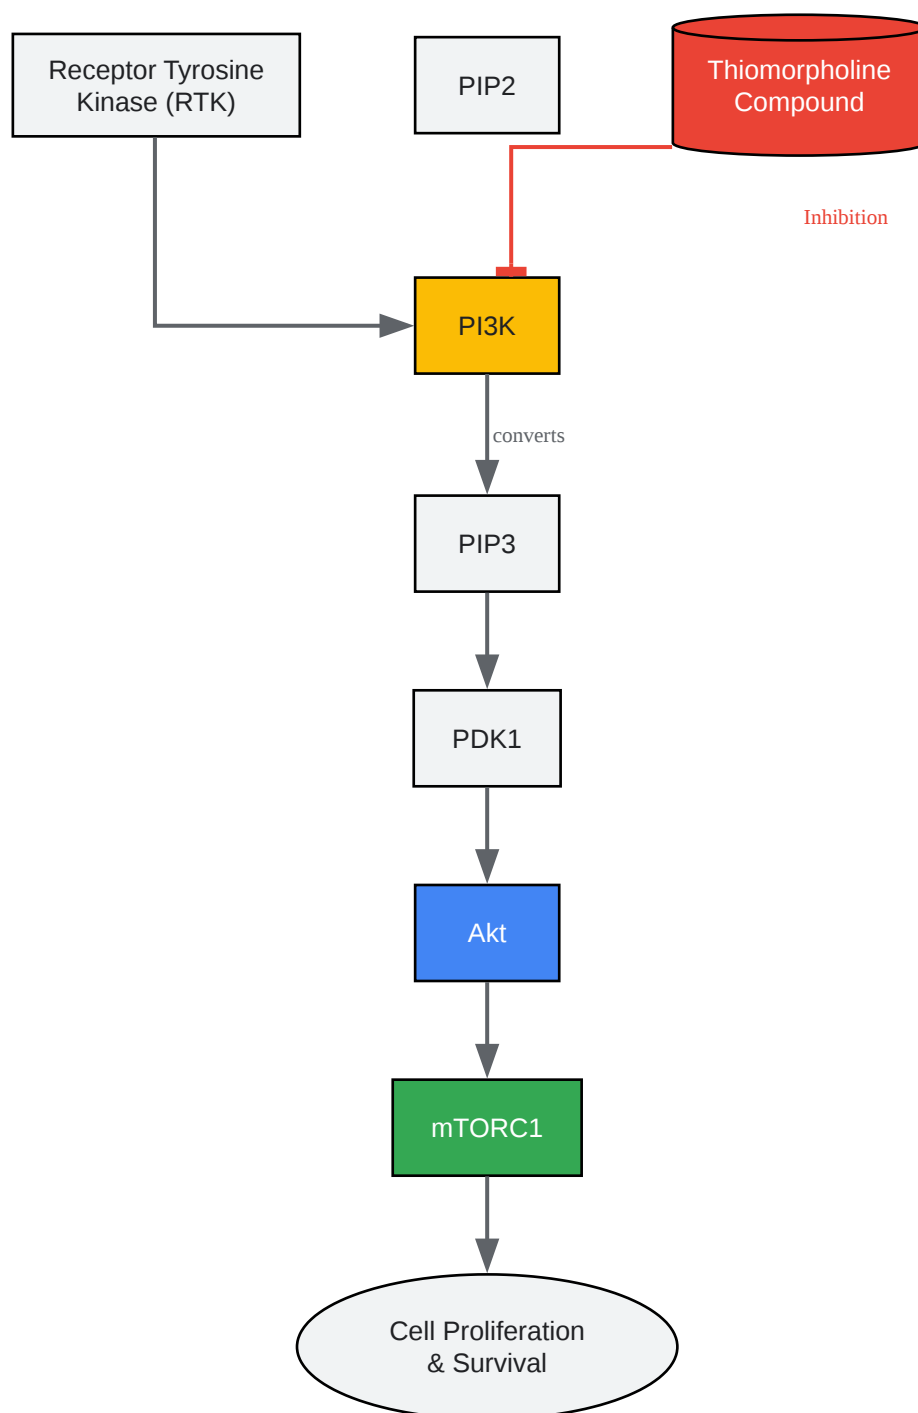 Receptor Tyrosine
Kinase (RTK)
PIP2
Thiomorpholine
Compound
Inhibition
PI3K
converts
PIP3
PDK1
Akt
mTORC1
Cell Proliferation
& Survival